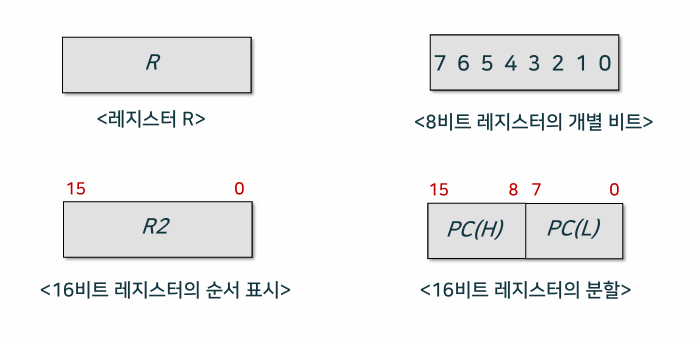 R
<레지스터 R>
7 6 5 4 3 2 1 0
<8비트 레지스터의 개별 비트>
15 0
R2
<16비트 레지스터의 순서 표시>
15 8 7 0
PC(H) PC(L)
<16비트 레지스터의 분할>